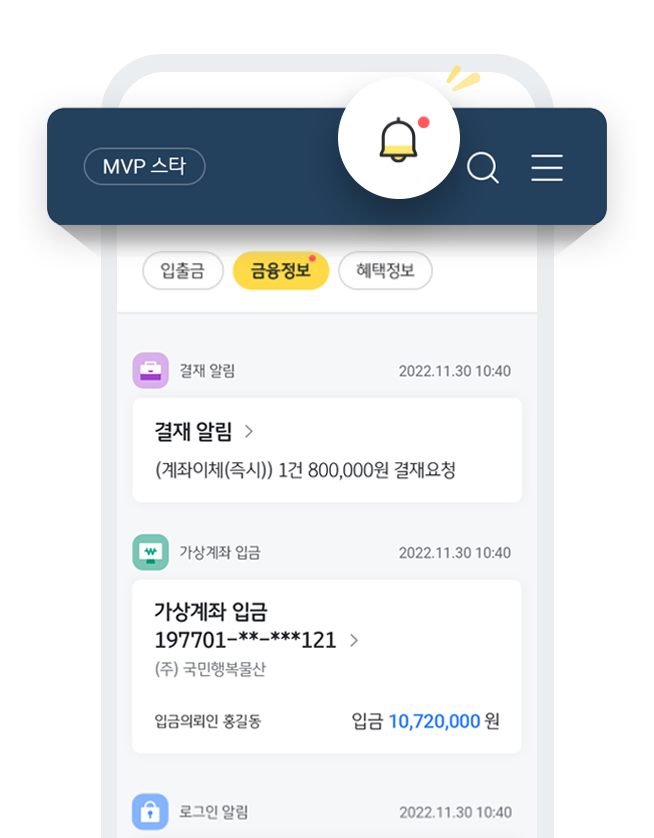 MVP 스타
입출금 금융정보 혜택정보
결재 알림 2022.11.30 10:40
결재 알림
(계좌이체(즉시)) 1건 800,000원 결재요청
가상계좌 입금 2022.11.30 10:40
가상계좌 입금
197701-**-***121
(주) 국민행복물산
입금의뢰인 홍길동 입금 10,720,000 원
로그인 알림 2022.11.30 10:40